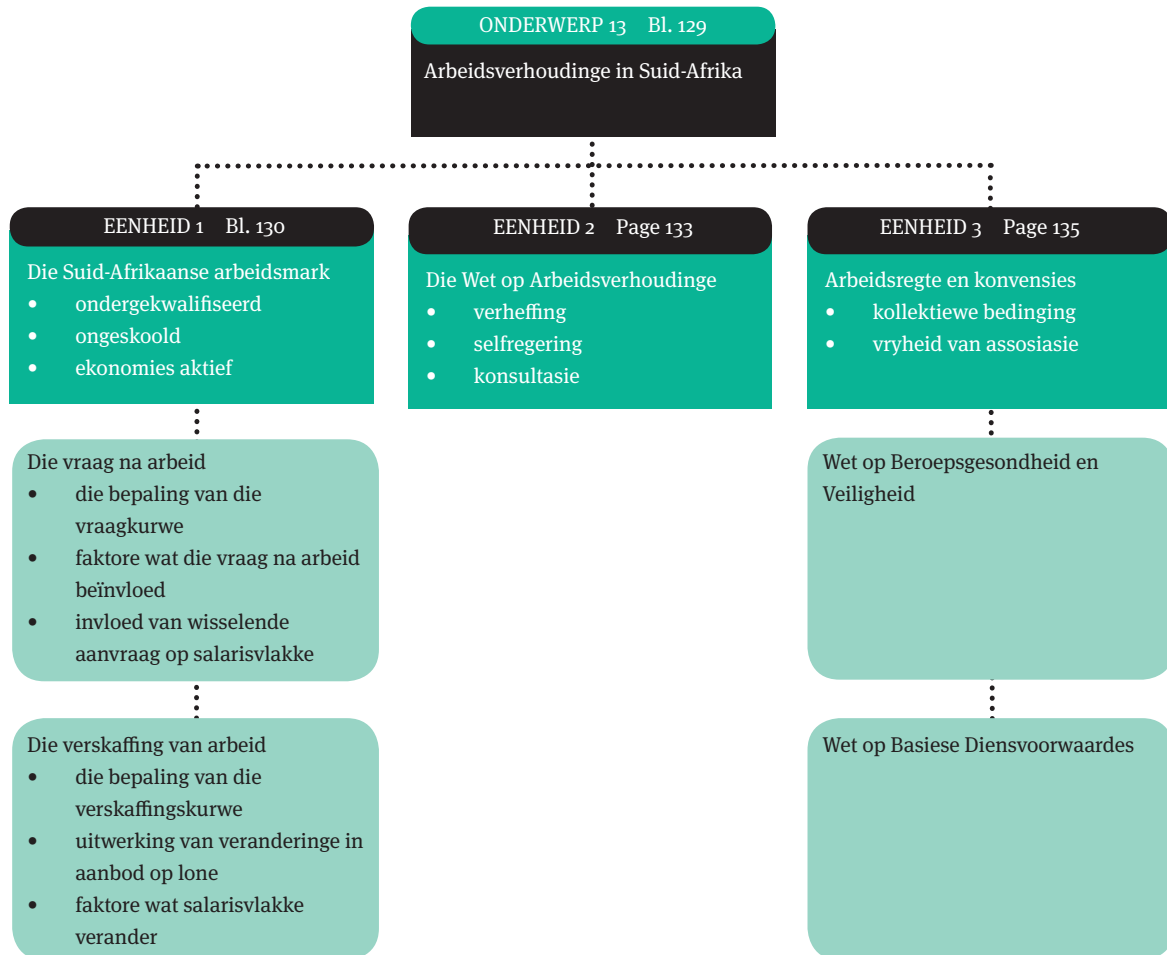 ONDERWERP 13 Bl. 129
Arbeidsverhoudinge in Suid-Afrika
EENHEID 1 Bl. 130
Die Suid-Afrikaanse arbeidsmark
• ondergekwalifiseerd
• ongeskoold
• ekonomies aktief
Die vraag na arbeid
• die bepaling van die
vraagkurwe
• faktore wat die vraag na arbeid
beïnvloed
• invloed van wisselende
aanvraag op salarisvlakke
Die verskaffing van arbeid
• die bepaling van die
verskaffingskurwe
• uitwerking van veranderinge in
aanbod op lone
• faktore wat salarisvlakke
verander
EENHEID 2 Page 133
Die Wet op Arbeidsverhoudinge
• verheffing
• selfregering
• konsultasie
EENHEID 3 Page 135
Arbeidsregte en konvensies
• kollektiewe bedinging
• vryheid van assosiasie
Wet op Beroepsgesondheid en
Veiligheid
Wet op Basiese Diensvoorwaardes